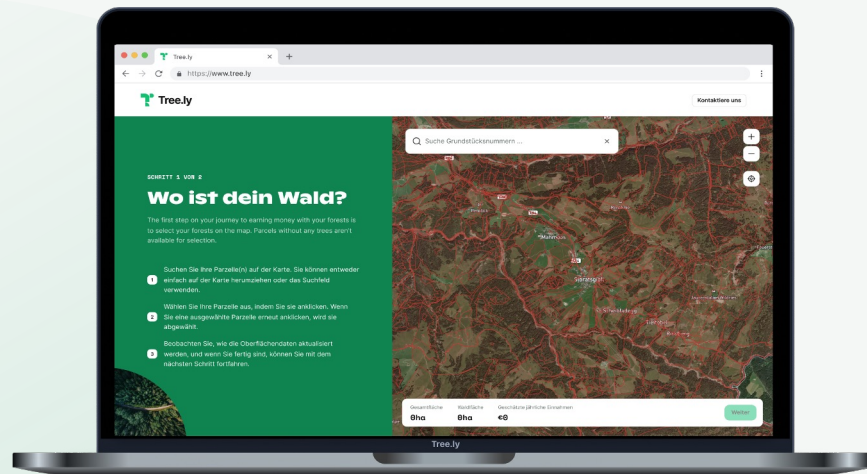 Tree.ly
https://www.tree.ly
Tree.ly
Kontaktiere uns
SCHRITT 1 VON 2
Wo ist dein Wald?
The first step on your journey to earning money with your forests is
to select your forests on the map. Parcels without any trees aren't
available for selection.
1
Suchen Sie Ihre Parzelle(n) auf der Karte. Sie können entweder
einfach auf der Karte herumziehen oder das Suchfeld
verwenden.
2
Wählen Sie Ihre Parzelle aus, indem Sie sie anklicken. Wenn
Sie eine ausgewählte Parzelle erneut anklicken, wird sie
abgewählt.
3
Beobachten Sie, wie die Oberflächendaten aktualisiert
werden, und wenn Sie fertig sind, können Sie mit dem
nächsten Schritt fortfahren.
Suche Grundstücksnummern ...
Sibratsgfäll
Gesamtfläche Waldfläche Geschätzte jährliche Einnahmen
0ha 0ha €0
Weiter
Tree.ly